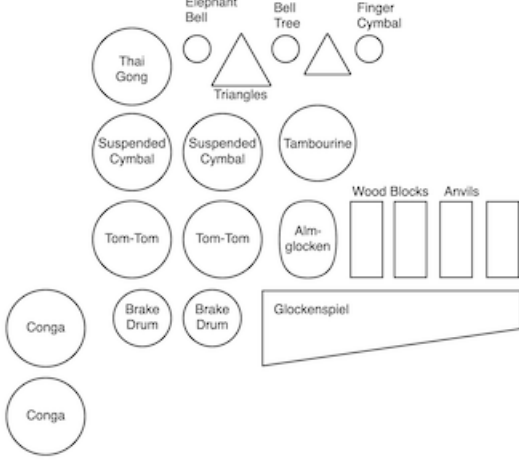 Elephant
Bell
Bell
Tree
Finger
Cymbal
Thai
Gong
Triangles
Suspended
Cymbal
Suspended
Cymbal
Tambourine
Wood Blocks
Anvils
Tom-Tom
Tom-Tom
Alm-
glocken
Brake
Drum
Brake
Drum
Glockenspiel
Conga
Conga